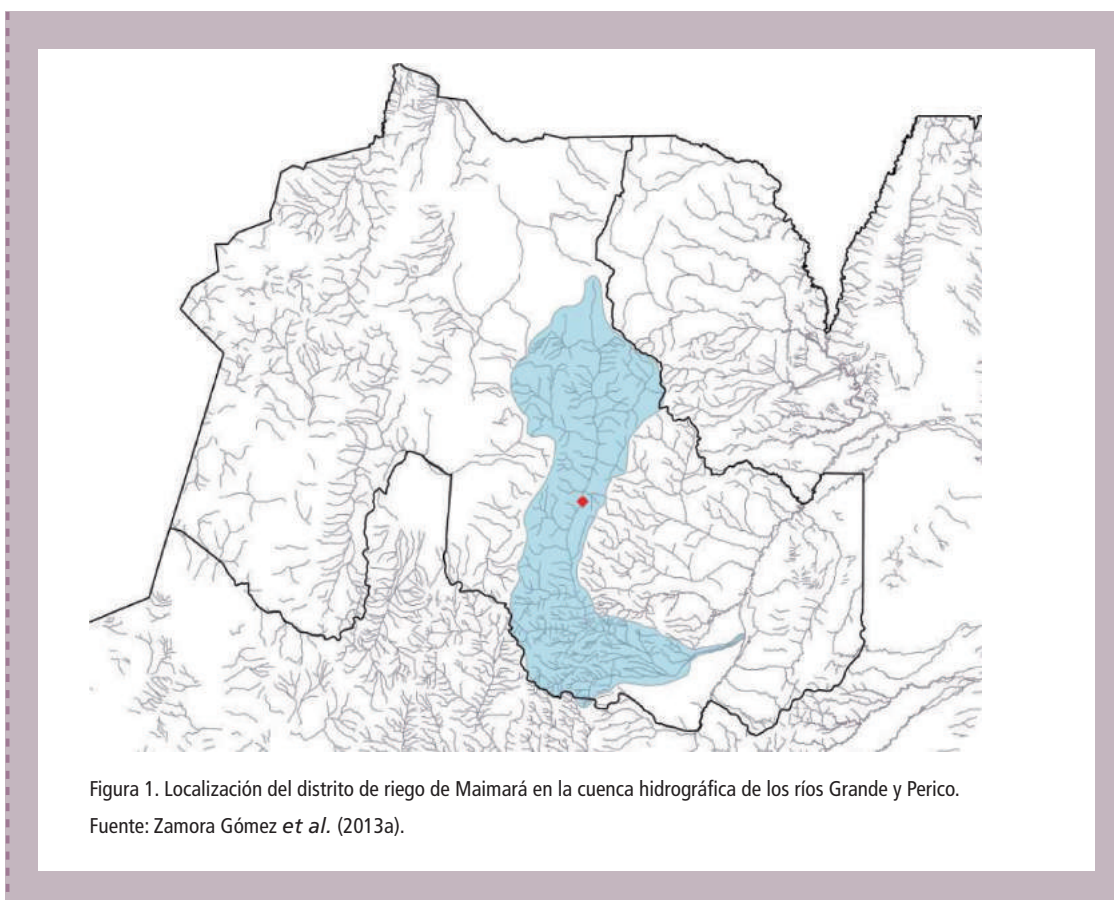 Figura 1. Localización del distrito de riego de Maimará en la cuenca hidrográfica de los ríos Grande y Perico.
Fuente: Zamora Gómez et al. (2013a).